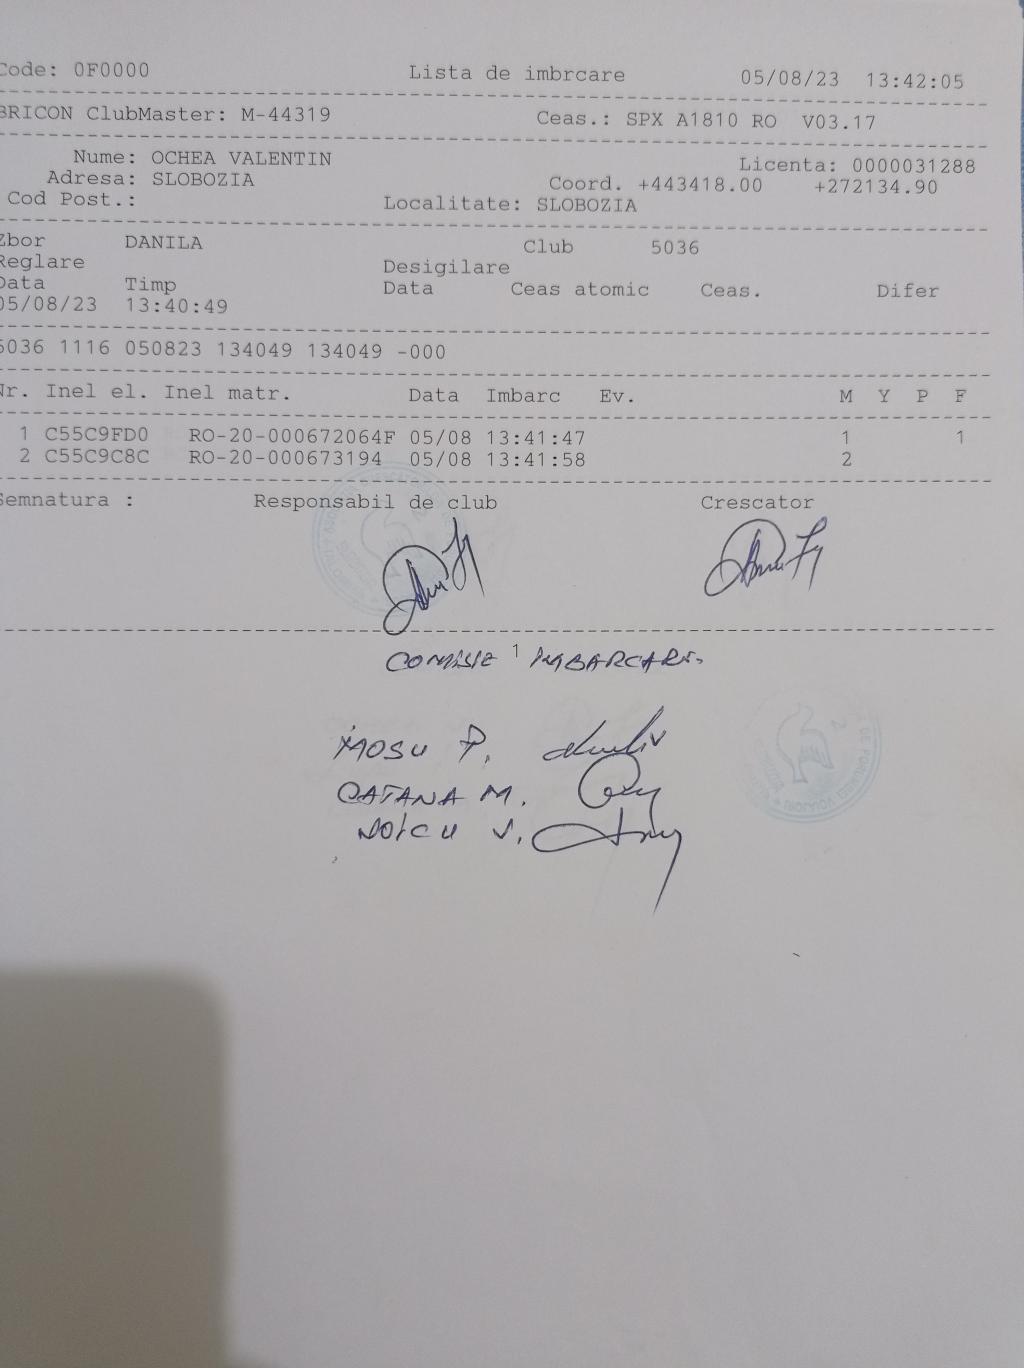 Code: 0F0000 Lista de imbrcare 05/08/23 13:42:05
BRICON ClubMaster: M-44319 Ceas.: SPX A1810 RO V03.17
Nume: OCHEA VALENTIN Licenta: 0000031288
Adresa: SLOBOZIA Coord. +443418.00 +272134.90
Cod Post.: Localitate: SLOBOZIA
Zbor DANILA Club 5036
Reglare Desigilare
Data Timp Data Ceas atomic Ceas. Difer
05/08/23 13:40:49
5036 1116 050823 134049 134049 -000
Nr. Inel el. Inel matr. Data Imbarc Ev. M Y P F
1 C55C9FD0 RO-20-000672064F 05/08 13:41:47 1 1
2 C55C9C8C RO-20-000673194 05/08 13:41:58 2
Semnatura : Responsabil de club Crescator
1
COMISIE IMBARCARE
MOSU P.
CATANA M.
NOICU V.